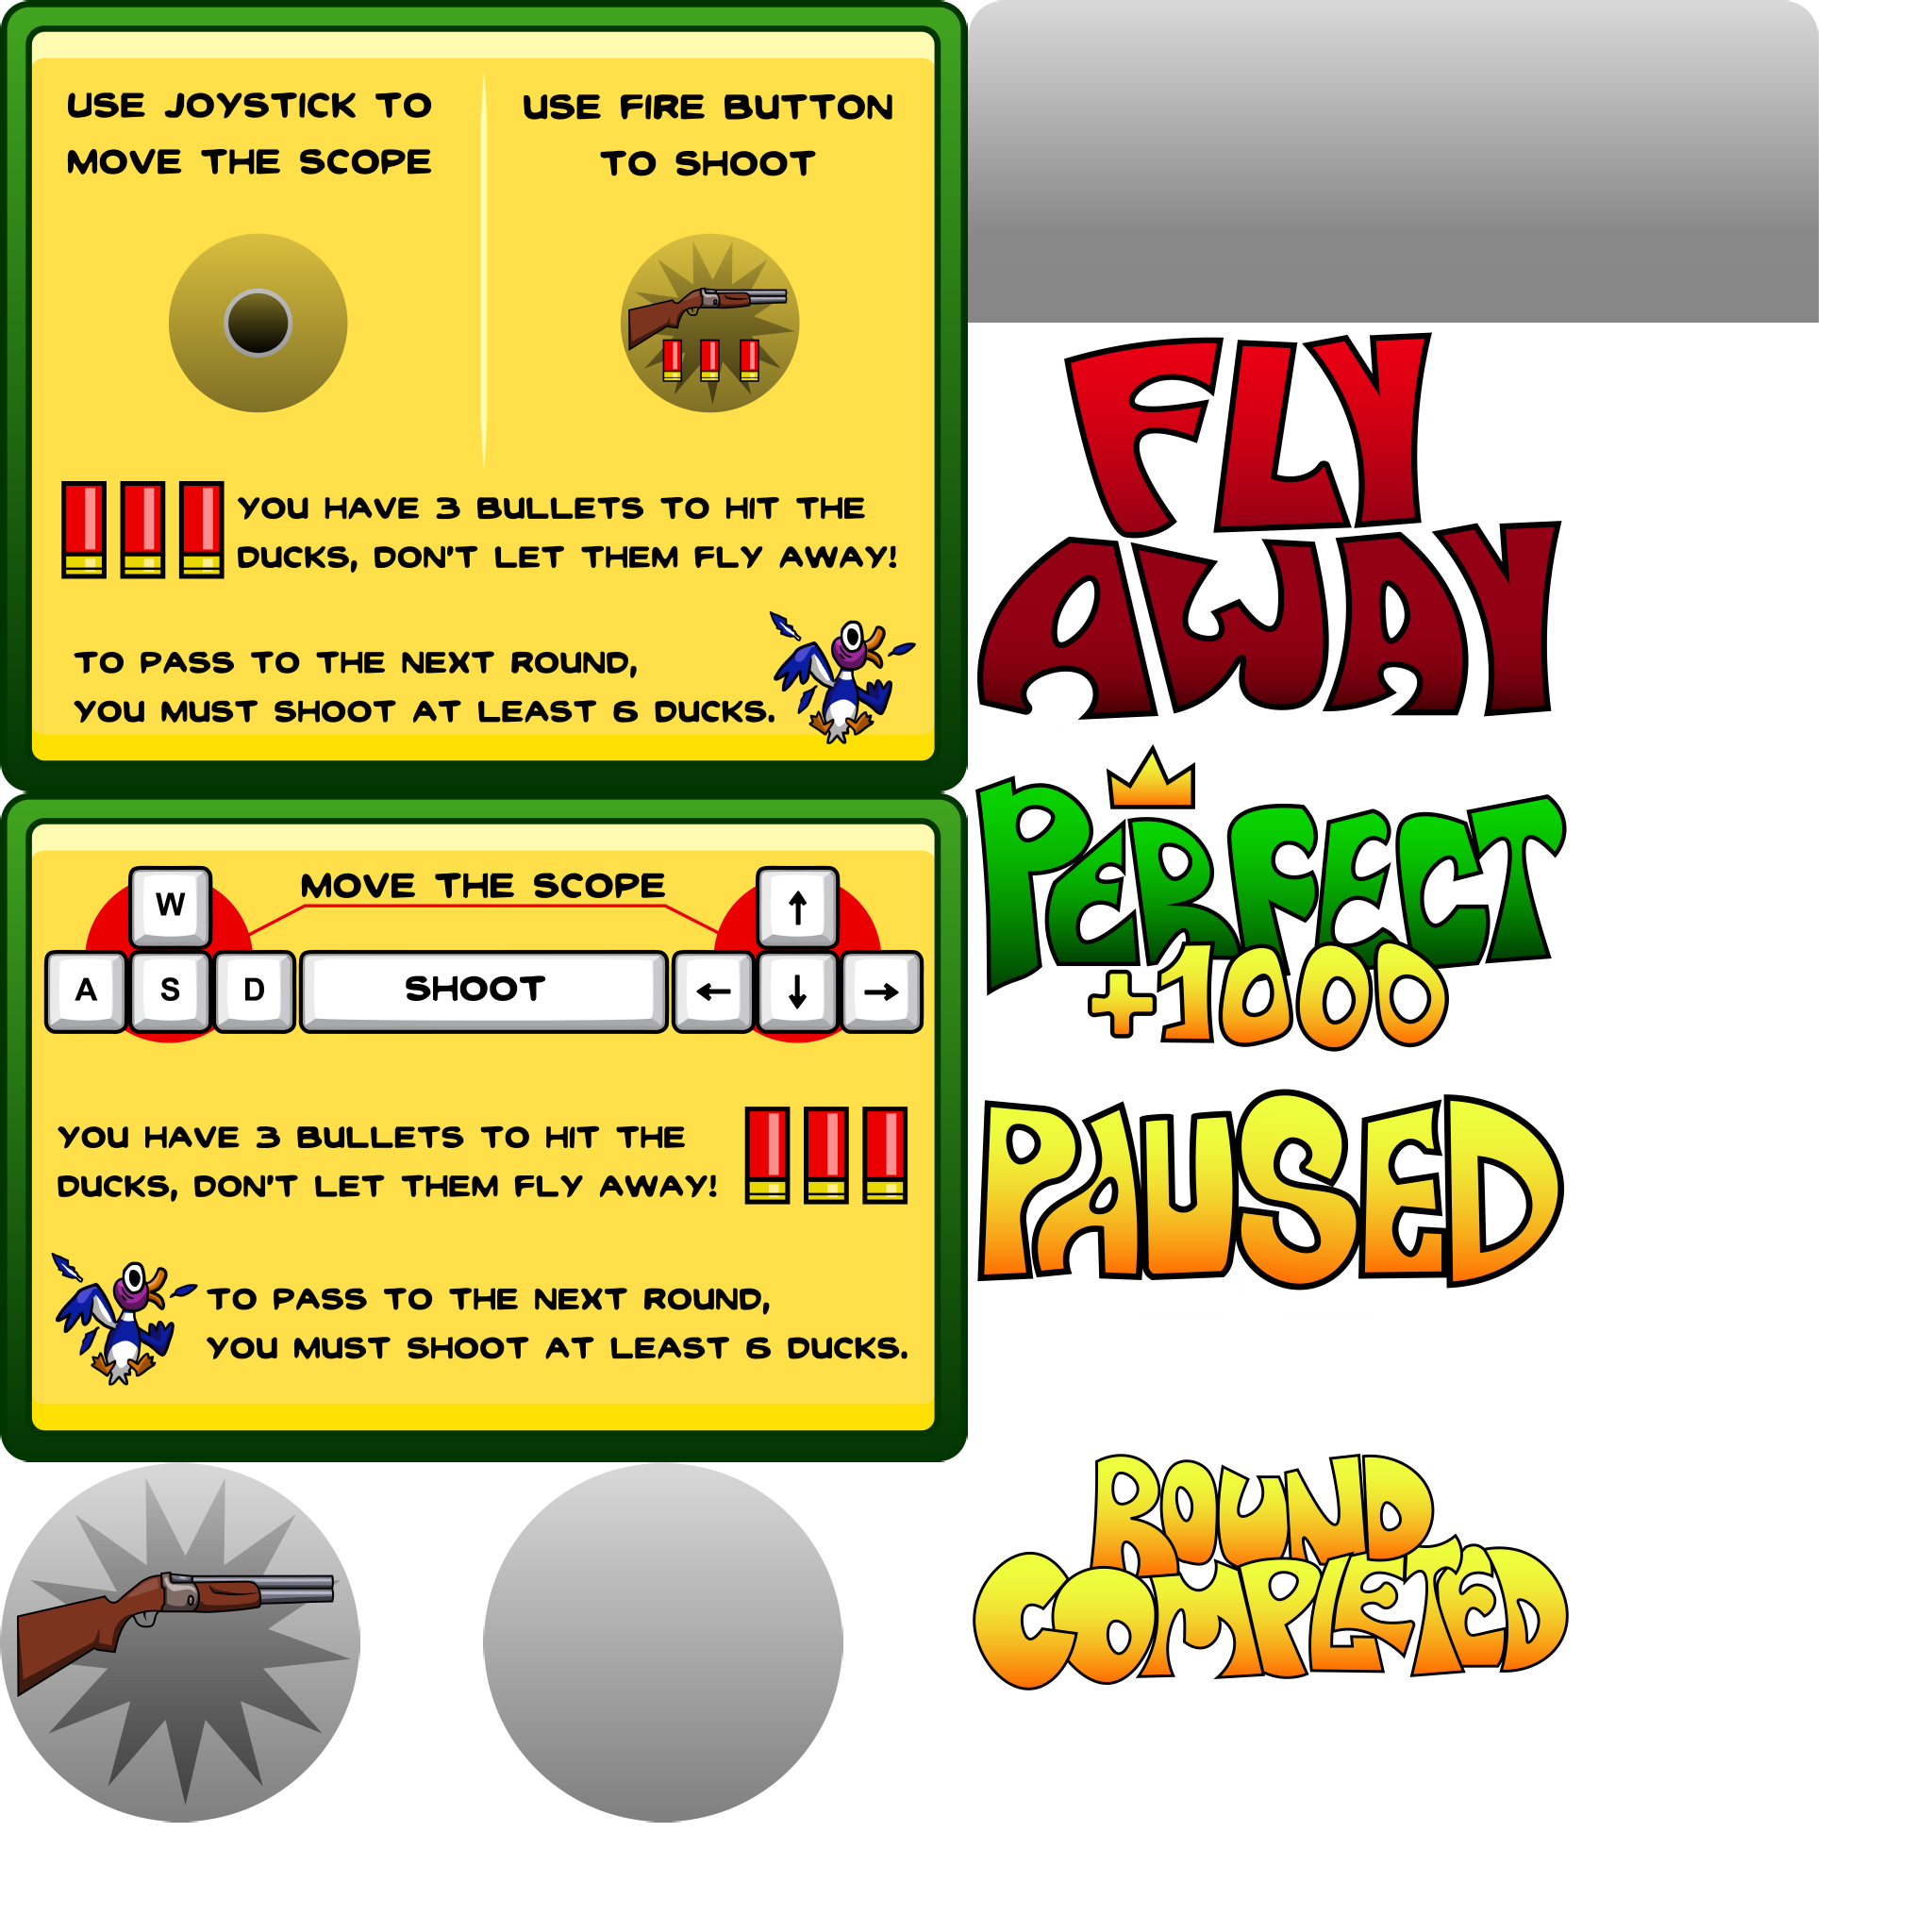 USE JOYSTICK TO
MOVE THE SCOPE
USE FIRE BUTTON
TO SHOOT
YOU HAVE 3 BULLETS TO HIT THE
DUCKS, DON'T LET THEM FLY AWAY!
TO PASS TO THE NEXT ROUND,
YOU MUST SHOOT AT LEAST 6 DUCKS.
MOVE THE SCOPE
W
A S D
SHOOT
↑
← ↓ →
YOU HAVE 3 BULLETS TO HIT THE
DUCKS, DON'T LET THEM FLY AWAY!
TO PASS TO THE NEXT ROUND,
YOU MUST SHOOT AT LEAST 6 DUCKS.
FLY
AWAY
PERFECT
+1000
PAUSED
ROUND
COMPLETED